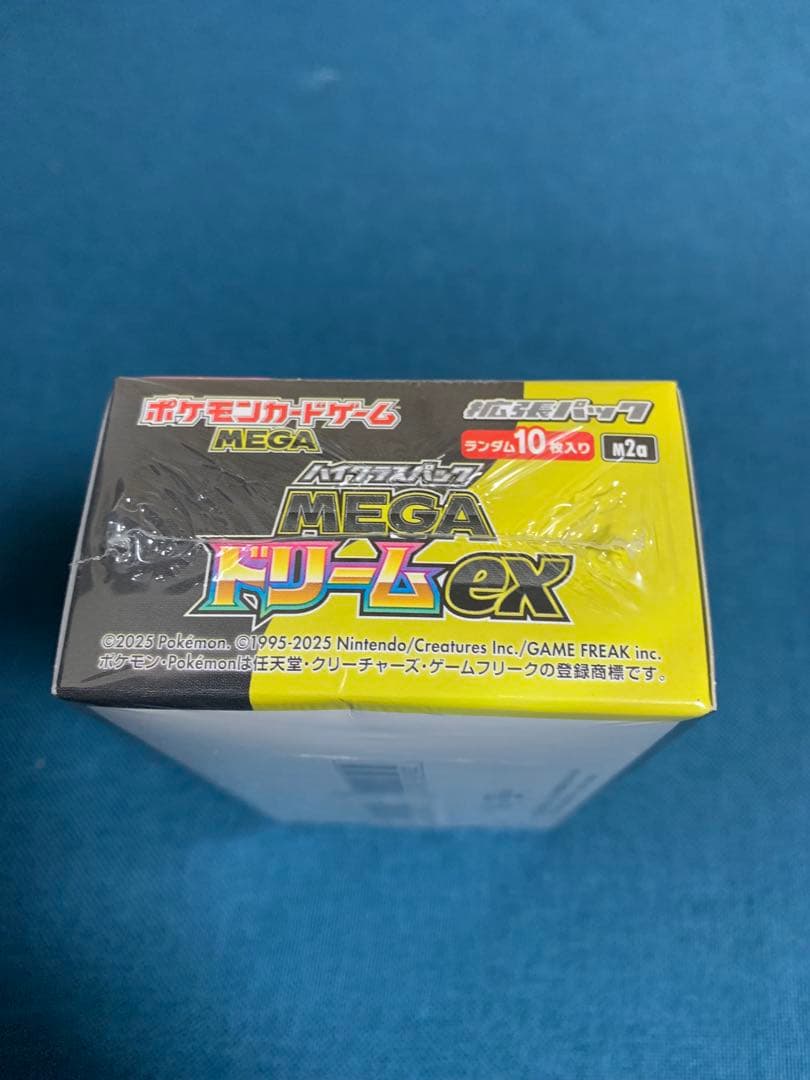 ポケモンカードゲーム
MEGA
拡張パック
ランダム10枚入り
M2a
ハイクラスパック
MEGA
ドリームex
©2025 Pokémon. ©1995-2025 Nintendo/Creatures Inc./GAME FREAK inc.
ポケモン・Pokémonは任天堂・クリーチャーズ・ゲームフリークの登録商標です。